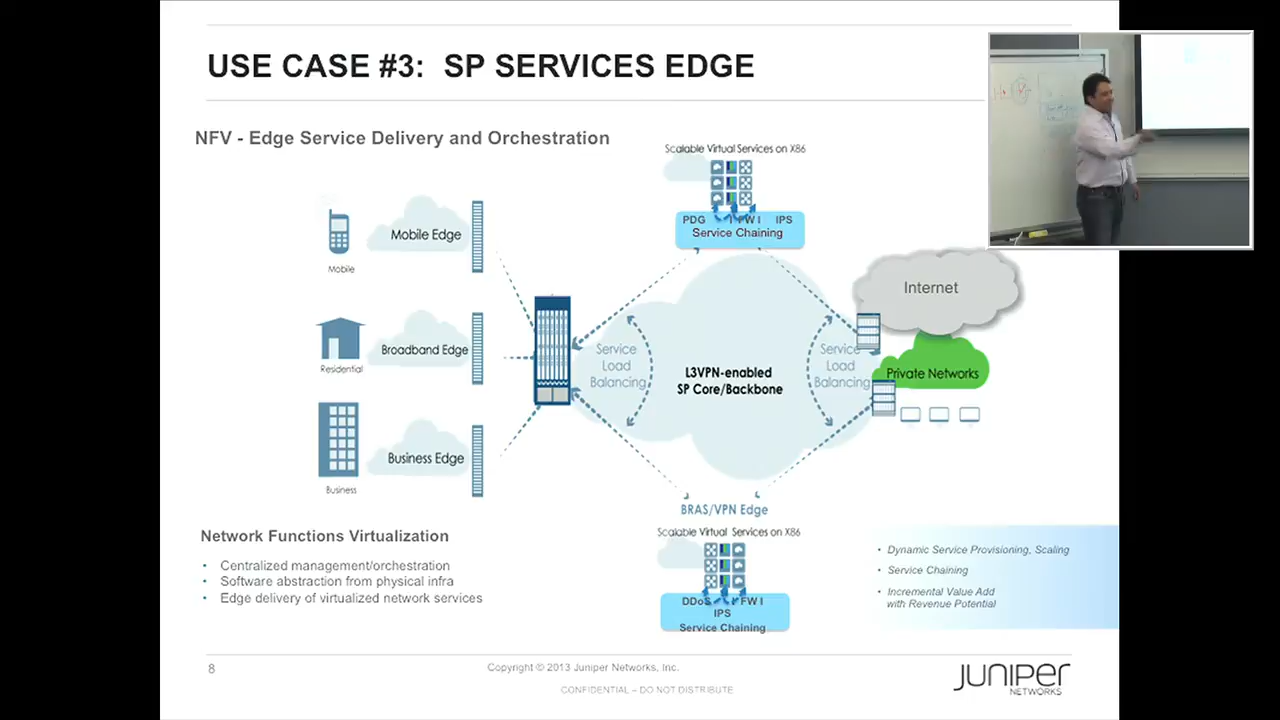 USE CASE #3: SP SERVICES EDGE
NFV - Edge Service Delivery and Orchestration
Scalable Virtual Services on X86
PDG FW IPS
Service Chaining
Mobile Edge
Mobile
Internet
Broadband Edge
Residential
Service
Load
Balancing
L3VPN-enabled
SP Core/Backbone
Service
Load
Balancing
Private Networks
Business Edge
Business
BRAS/VPN Edge
Scalable Virtual Services on X86
DDoS FW
IPS
Service Chaining
Network Functions Virtualization
• Centralized management/orchestration
• Software abstraction from physical infra
• Edge delivery of virtualized network services
• Dynamic Service Provisioning, Scaling
• Service Chaining
• Incremental Value Add
with Revenue Potential
8
Copyright © 2013 Juniper Networks, Inc.
CONFIDENTIAL – DO NOT DISTRIBUTE
JUNIPER
NETWORKS